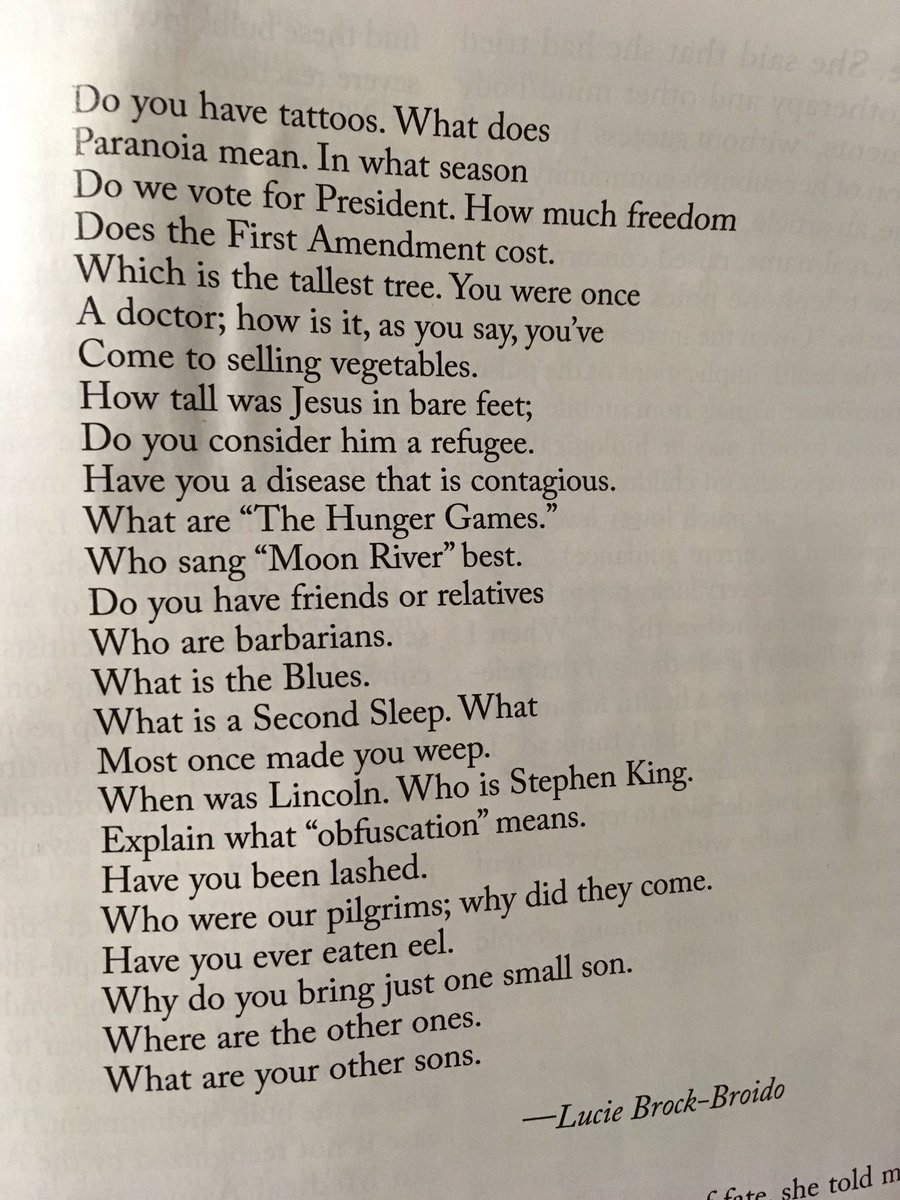 Do you have tattoos. What does
Paranoia mean. In what season
Do we vote for President. How much freedom
Does the First Amendment cost.
Which is the tallest tree. You were once
A doctor; how is it, as you say, you’ve
Come to selling vegetables.
How tall was Jesus in bare feet;
Do you consider him a refugee.
Have you a disease that is contagious.
What are “The Hunger Games.”
Who sang “Moon River” best.
Do you have friends or relatives
Who are barbarians.
What is the Blues.
What is a Second Sleep. What
Most once made you weep.
When was Lincoln. Who is Stephen King.
Explain what “obfuscation” means.
Have you been lashed.
Who were our pilgrims; why did they come.
Have you ever eaten eel.
Why do you bring just one small son.
Where are the other ones.
What are your other sons.
—Lucie Brock-Broido
fate, she told m